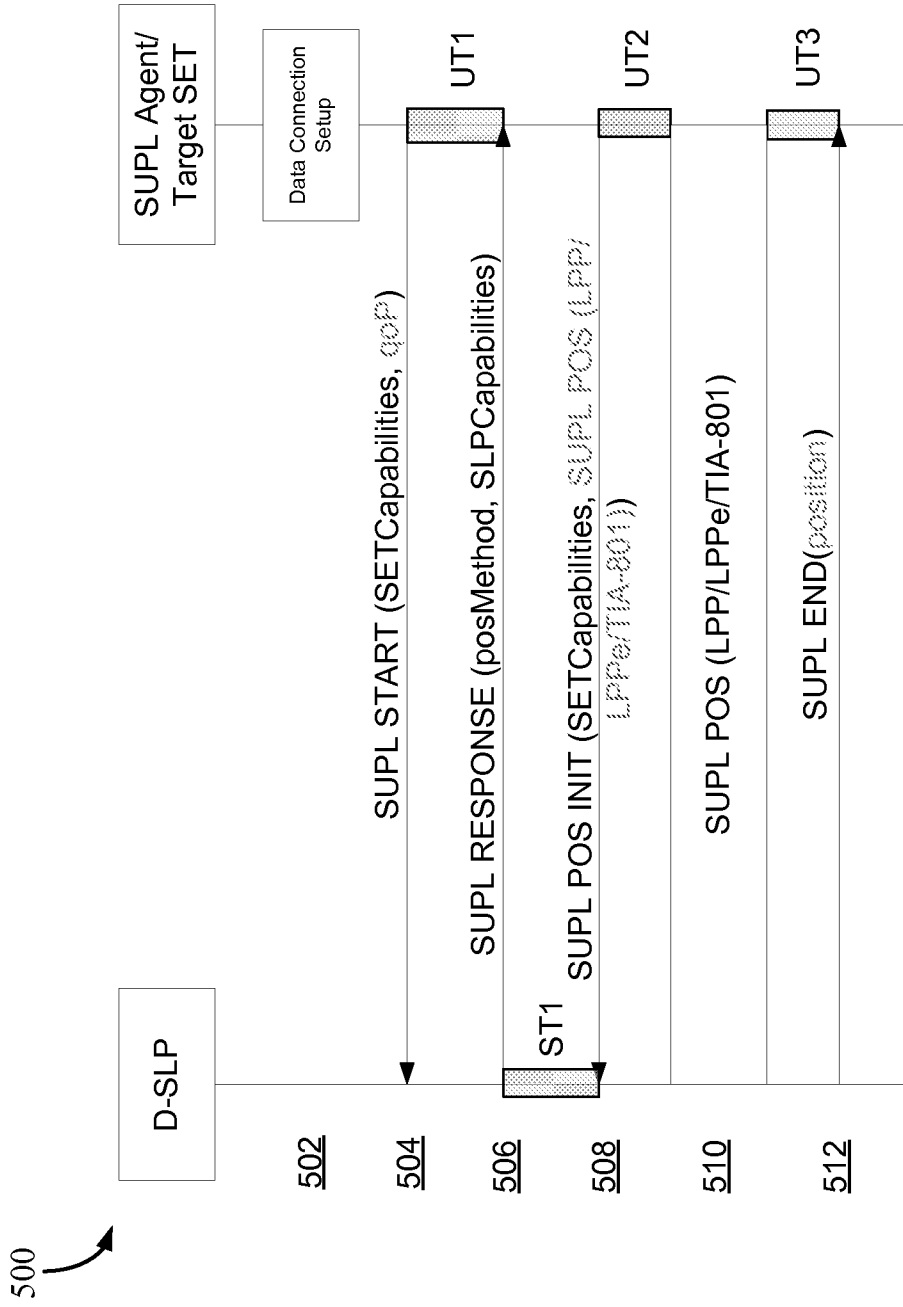 500
D-SLP
SUPL Agent/
Target SET
502
Data Connection
Setup
504
SUPL START (SETCapabilities, qoP)
UT1
506
SUPL RESPONSE (posMethod, SLPCapabilities)
ST1
508
SUPL POS INIT (SETCapabilities, SUPL POS (LPP/
LPPe/TIA-801))
UT2
510
SUPL POS (LPP/LPPe/TIA-801)
512
SUPL END(position)
UT3